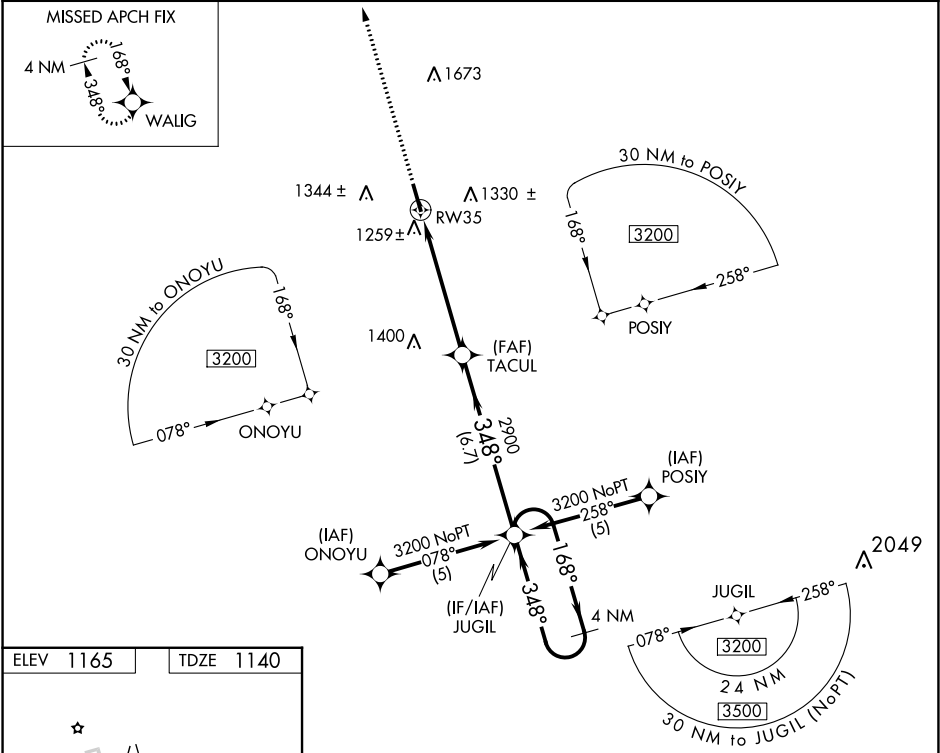 MISSED APCH FIX
4 NM
168°
348°
WALIG
1673
1344 ±
1330 ±
RW35
1259±
30 NM to POSIY
168°
3200
258°
POSIY
30 NM to ONOYU
168°
3200
078°
ONOYU
1400
(FAF)
TACUL
2900
348°
(6.7)
(IAF)
POSIY
3200 NoPT
258°
(5)
(IAF)
ONOYU
3200 NoPT
078°
(5)
(IF/IAF)
JUGIL
168°
348°
4 NM
2049
JUGIL
078°
258°
3200
24 NM
3500
30 NM to JUGIL (NoPT)
ELEV 1165
TDZE 1140